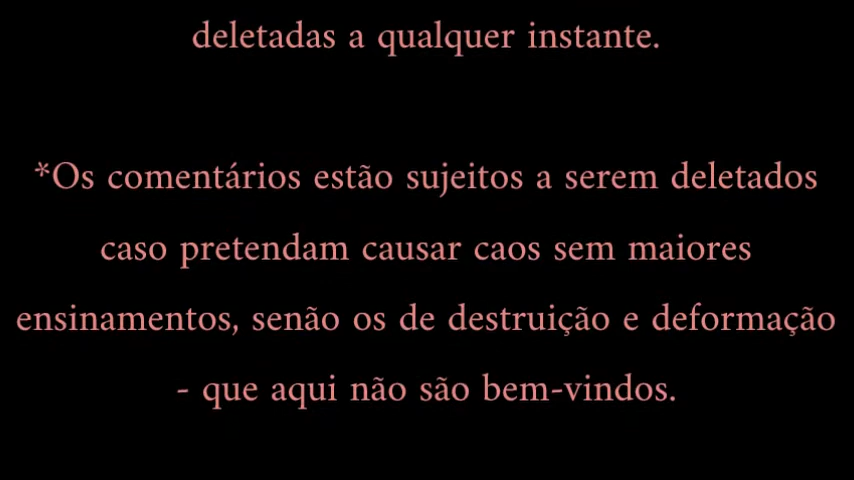 deletadas a qualquer instante.
*Os comentários estão sujeitos a serem deletados
caso pretendam causar caos sem maiores
ensinamentos, senão os de destruição e deformação
- que aqui não são bem-vindos.